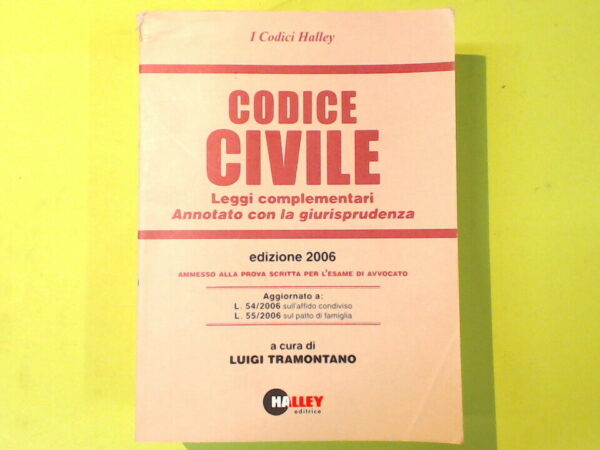 I Codici Halley
CODICE
CIVILE
Leggi complementari
Annotato con la giurisprudenza
edizione 2006
AMMESSO ALLA PROVA SCRITTA PER L'ESAME DI AVVOCATO
Aggiornato a:
L. 54/2006 sull'affido condiviso
L. 55/2006 sul patto di famiglia
a cura di
LUIGI TRAMONTANO
HALLEY
editrice